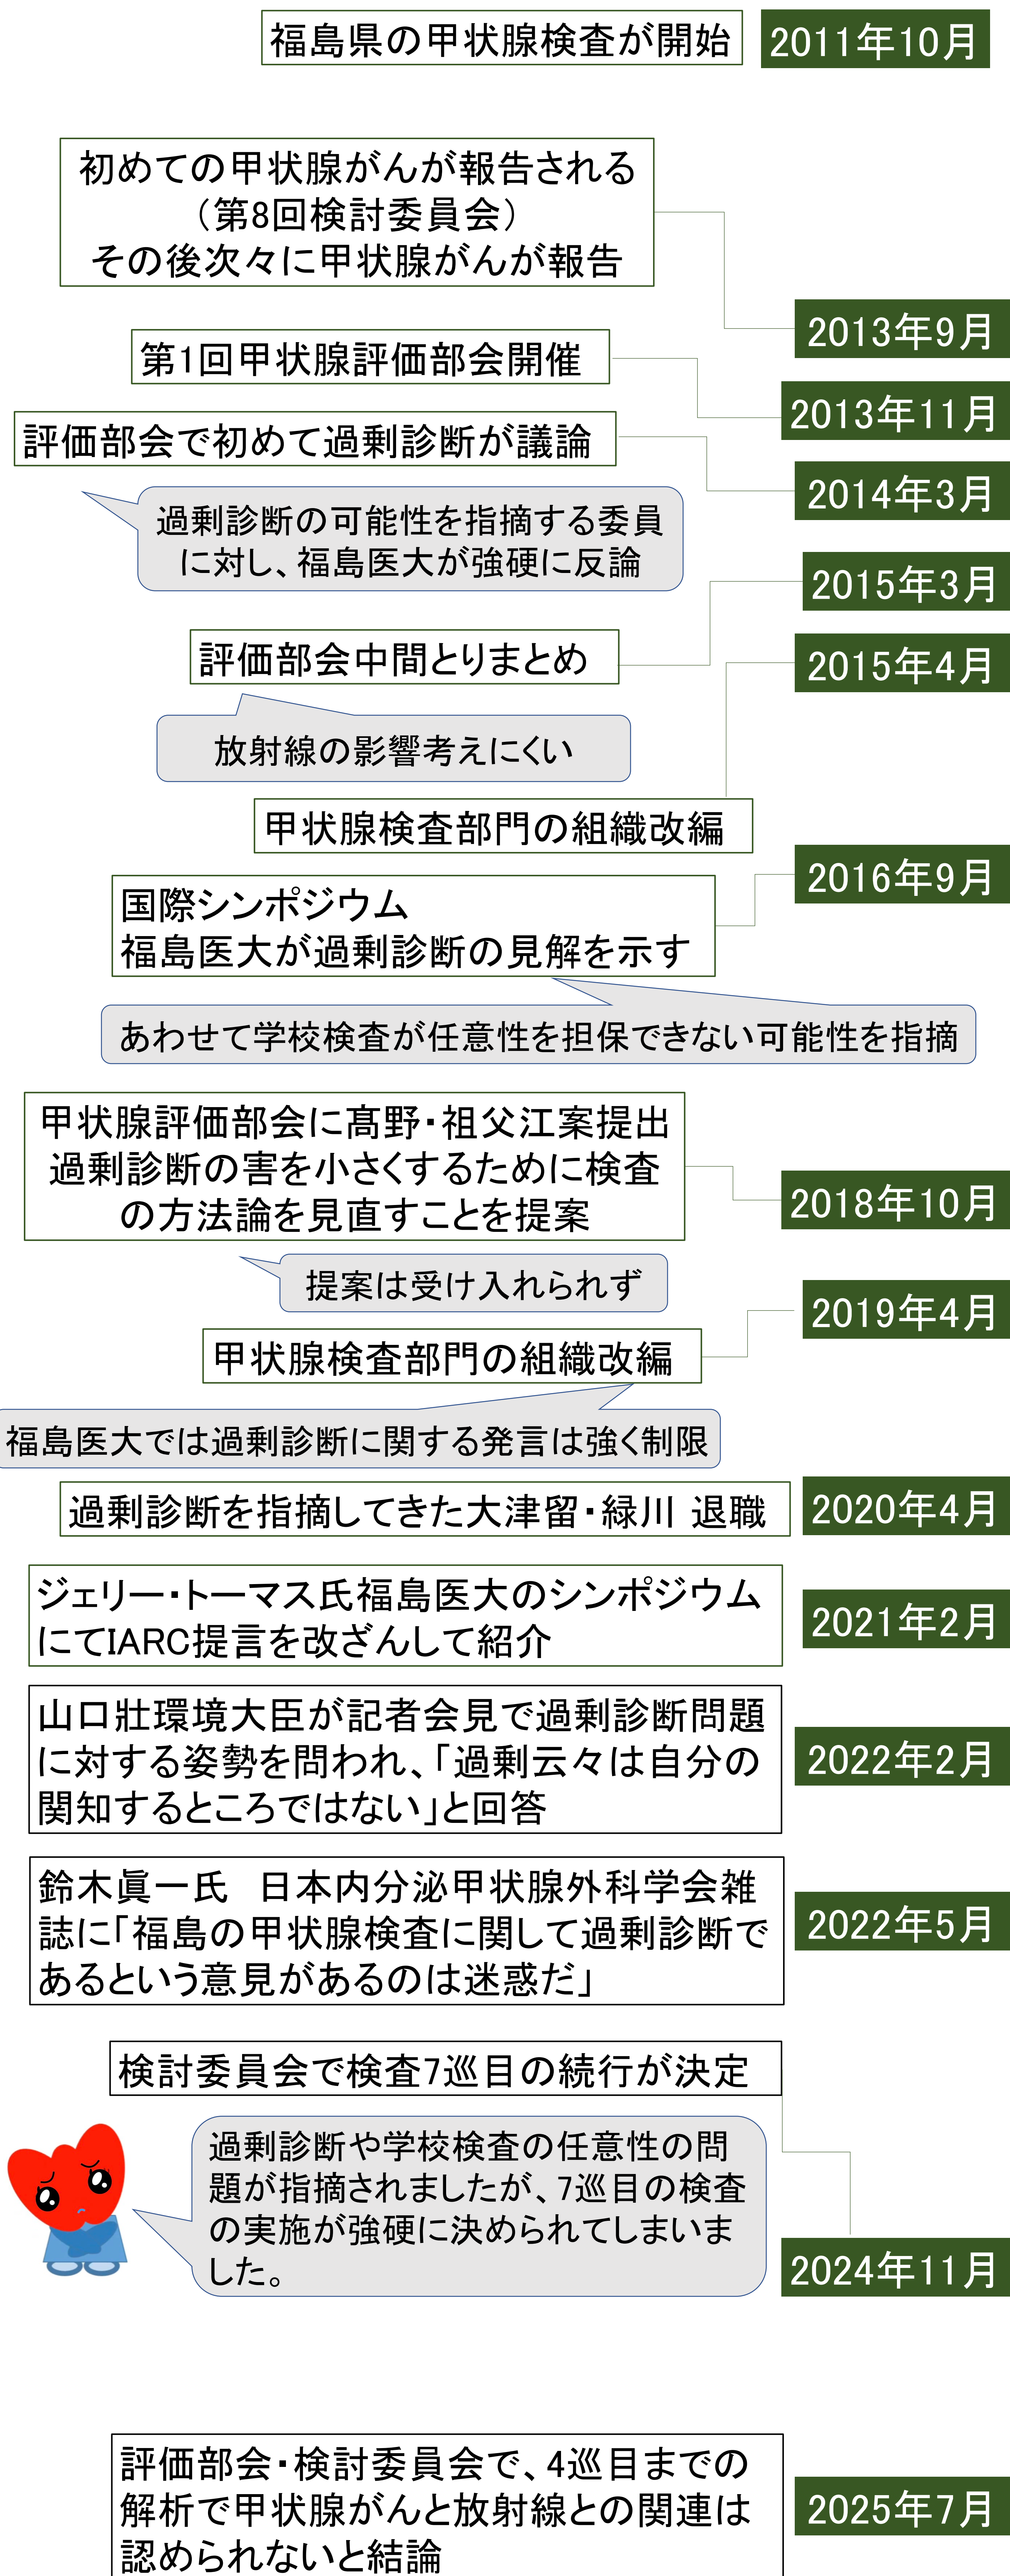 福島県の甲状腺検査が開始
2011年10月
初めての甲状腺がんが報告される
（第8回検討委員会）
その後次々に甲状腺がんが報告
2013年9月
第1回甲状腺評価部会開催
2013年11月
評価部会で初めて過剰診断が議論
2014年3月
過剰診断の可能性を指摘する委員
に対し、福島医大が強硬に反論
2015年3月
評価部会中間とりまとめ
放射線の影響考えにくい
2015年4月
甲状腺検査部門の組織改編
2016年9月
国際シンポジウム
福島医大が過剰診断の見解を示す
あわせて学校検査が任意性を担保できない可能性を指摘
甲状腺評価部会に髙野・祖父江案提出
過剰診断の害を小さくするために検査
の方法論を見直すことを提案
2018年10月
提案は受け入れられず
2019年4月
甲状腺検査部門の組織改編
福島医大では過剰診断に関する発言は強く制限
過剰診断を指摘してきた大津留・緑川 退職
2020年4月
ジェリー・トーマス氏福島医大のシンポジウム
にてIARC提言を改ざんして紹介
2021年2月
山口壯環境大臣が記者会見で過剰診断問題
に対する姿勢を問われ、「過剰云々は自分の
関知するところではない」と回答
2022年2月
鈴木眞一氏　日本内分泌甲状腺外科学会雑
誌に「福島の甲状腺検査に関して過剰診断で
あるという意見があるのは迷惑だ」
2022年5月
検討委員会で検査7巡目の続行が決定
過剰診断や学校検査の任意性の問
題が指摘されましたが、7巡目の検査
の実施が強硬に決められてしまいま
した。
2024年11月
評価部会・検討委員会で、4巡目までの
解析で甲状腺がんと放射線との関連は
認められないと結論
2025年7月